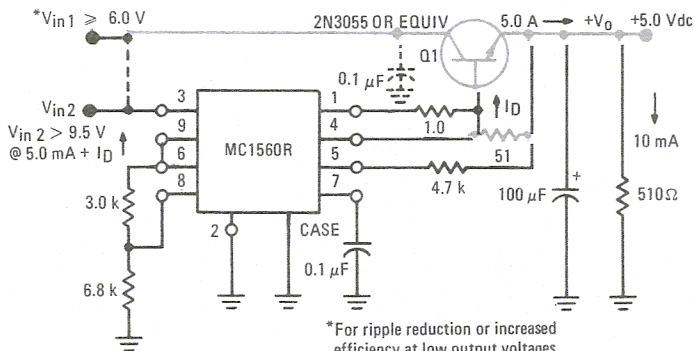 *Vin 1 ⩾ 6.0 V
2N3055 OR EQUIV
5.0 A
+Vo
+5.0 Vdc
Q1
0.1 μF
Vin 2
3
1
ID
Vin 2 > 9.5 V
@ 5.0 mA + ID
9
4
1.0
MC1560R
10 mA
6
5
51
8
7
4.7 k
+
3.0 k
100 μF
510Ω
2
CASE
0.1 μF
6.8 k
*For ripple reduction or increased
efficiency at low output voltages